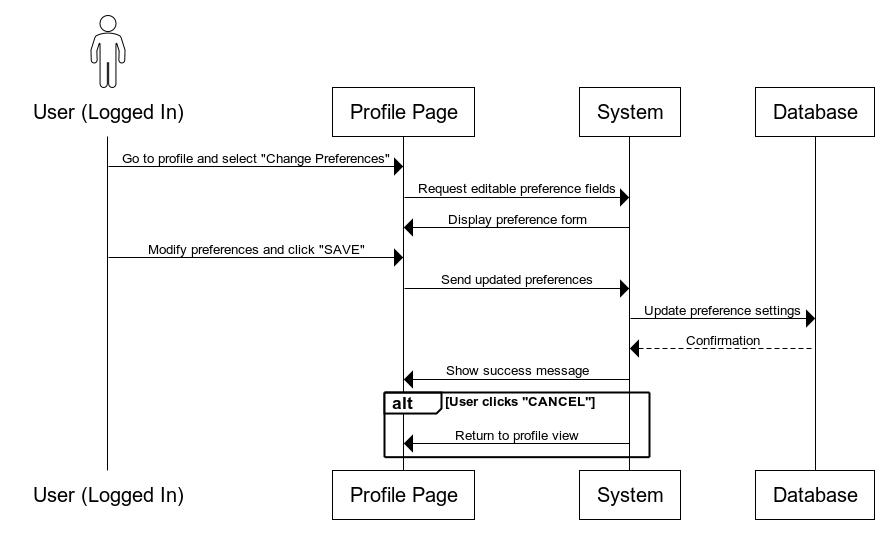 User (Logged In)
Profile Page
System
Database
Go to profile and select "Change Preferences"
Request editable preference fields
Display preference form
Modify preferences and click "SAVE"
Send updated preferences
Update preference settings
Confirmation
Show success message
alt [User clicks "CANCEL"]
Return to profile view
User (Logged In)
Profile Page
System
Database